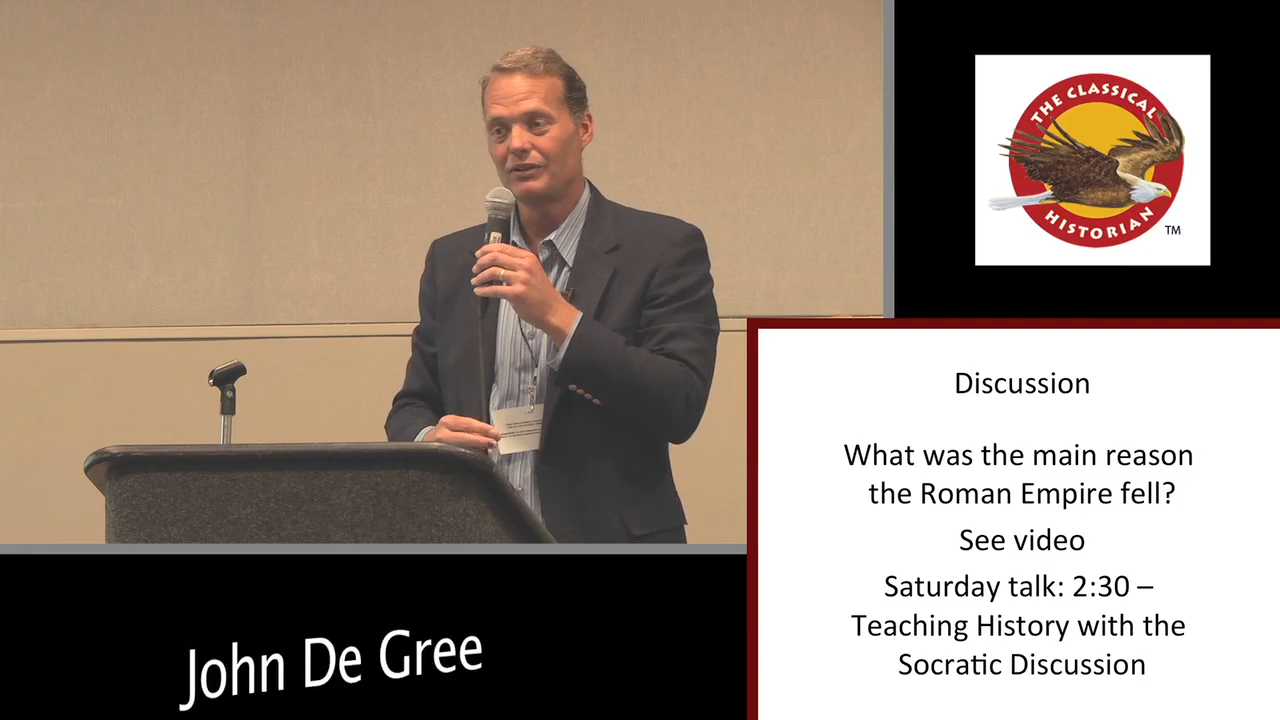 THE CLASSICAL
HISTORIAN
TM
Discussion
What was the main reason
the Roman Empire fell?
See video
Saturday talk: 2:30 –
Teaching History with the
Socratic Discussion
John De Gree